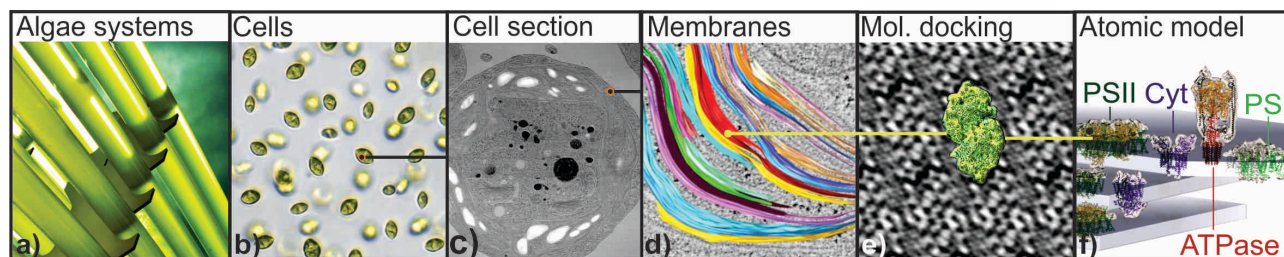 Algae systems
Cells
Cell section
Membranes
Mol. docking
Atomic model
PSII
Cyt
PS
ATPase
a)
b)
c)
d)
e)
f)